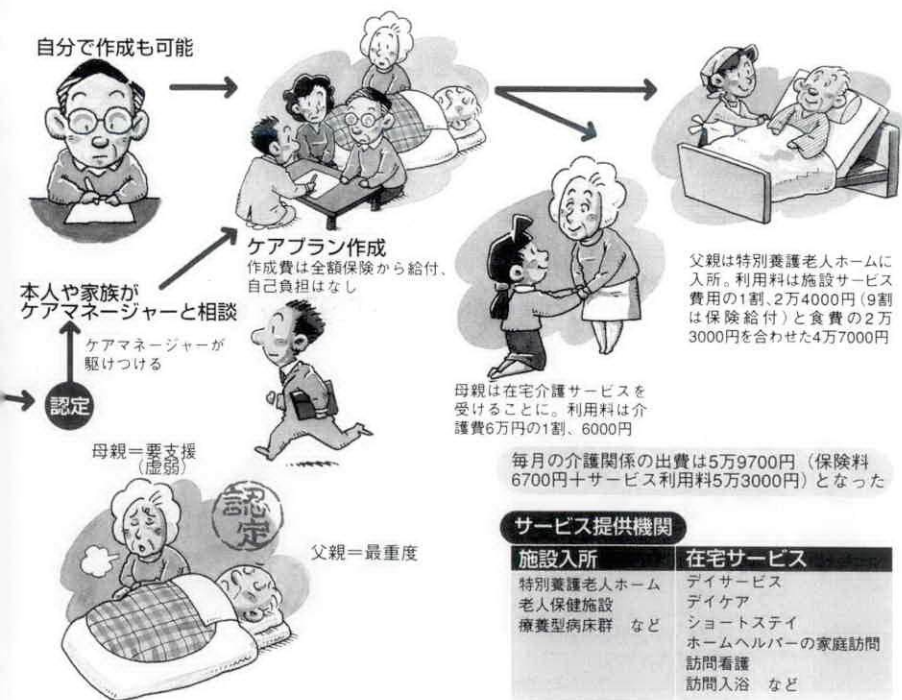 自分で作成も可能
ケアプラン作成
作成費は全額保険から給付、
自己負担はなし
本人や家族が
ケアマネージャーと相談
ケアマネージャーが
駆けつける
認定
母親=要支援
(虚弱)
認定
父親=最重度
父親は特別養護老人ホームに
入所。利用料は施設サービス
費用の1割、2万4000円(9割
は保険給付)と食費の2万
3000円を合わせた4万7000円
母親は在宅介護サービスを
受けることに。利用料は介
護費6万円の1割、6000円
毎月の介護関係の出費は5万9700円(保険料
6700円+サービス利用料5万3000円)となった
サービス提供機関
施設入所
特別養護老人ホーム
老人保健施設
療養型病床群 など
在宅サービス
デイサービス
デイケア
ショートステイ
ホームヘルパーの家庭訪問
訪問看護
訪問入浴 など